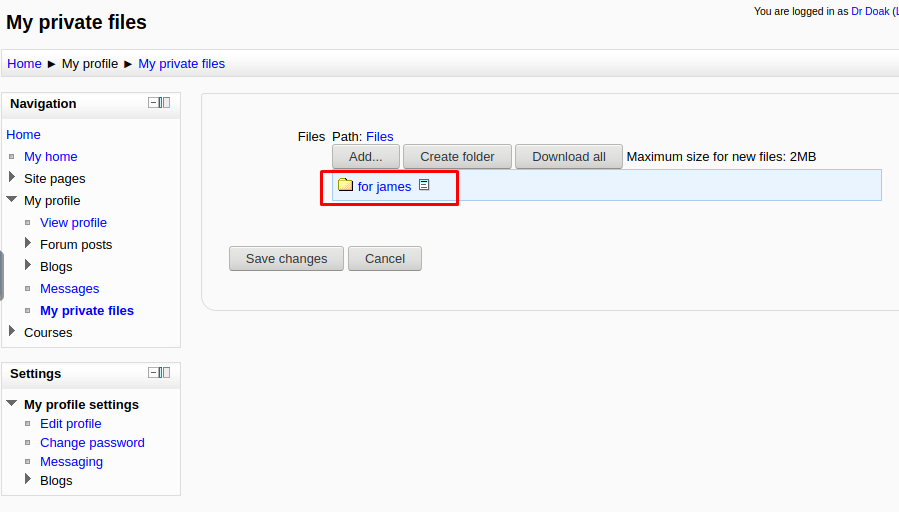 You are logged in as Dr Doak (L
My private files
Home ► My profile ► My private files
Navigation
Home
My home
Site pages
My profile
View profile
Forum posts
Blogs
Messages
My private files
Courses
Settings
My profile settings
Edit profile
Change password
Messaging
Blogs
Files Path: Files
Add... Create folder Download all Maximum size for new files: 2MB
for james
Save changes Cancel